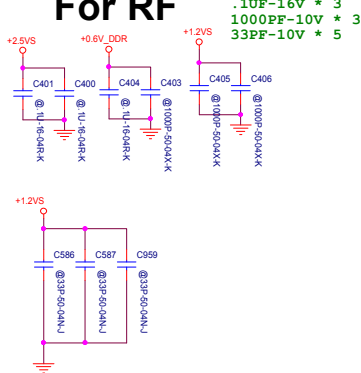 For RF
.1UF-16V * 3
1000PF-10V * 3
33PF-10V * 5
+2.5VS
+0.6V_DDR
+1.2VS
C401
C400
C404
C403
C405
C406
@.1U-16-04R-K
@.1U-16-04R-K
@.1U-16-04R-K
@1000P-50-04X-K
@1000P-50-04X-K
@1000P-50-04X-K
+1.2VS
C586
C587
C959
@33P-50-04N-J
@33P-50-04N-J
@33P-50-04N-J